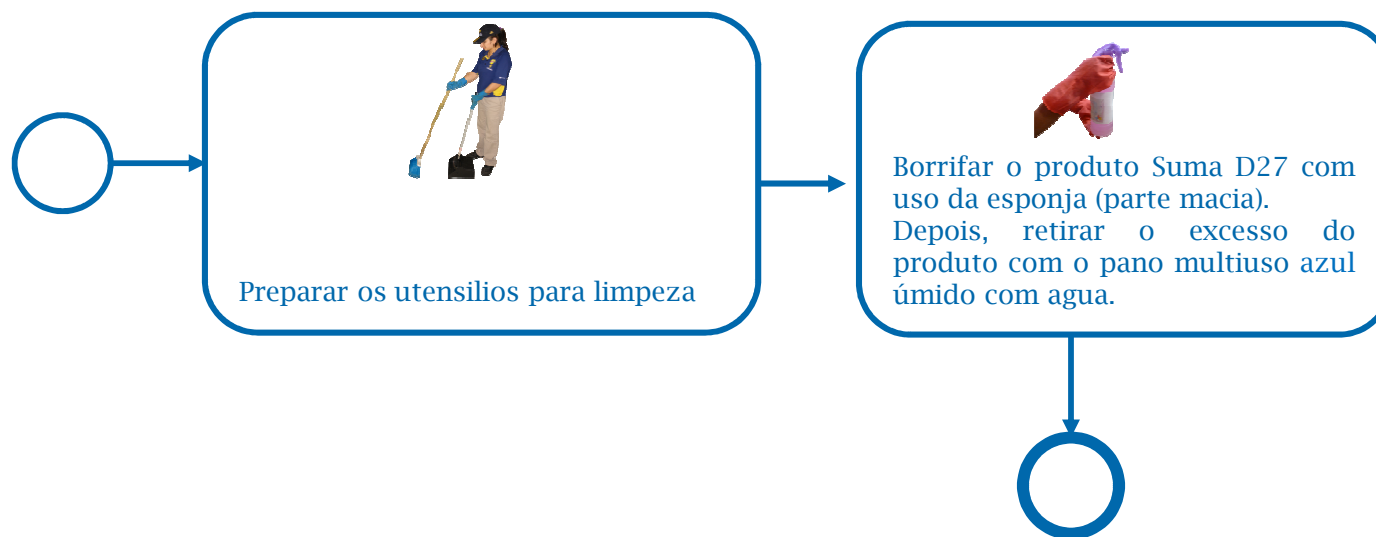 Preparar os utensilios para limpeza
Borrifar o produto Suma D27 com
uso da esponja (parte macia).
Depois, retirar o excesso do
produto com o pano multiuso azul
úmido com agua.